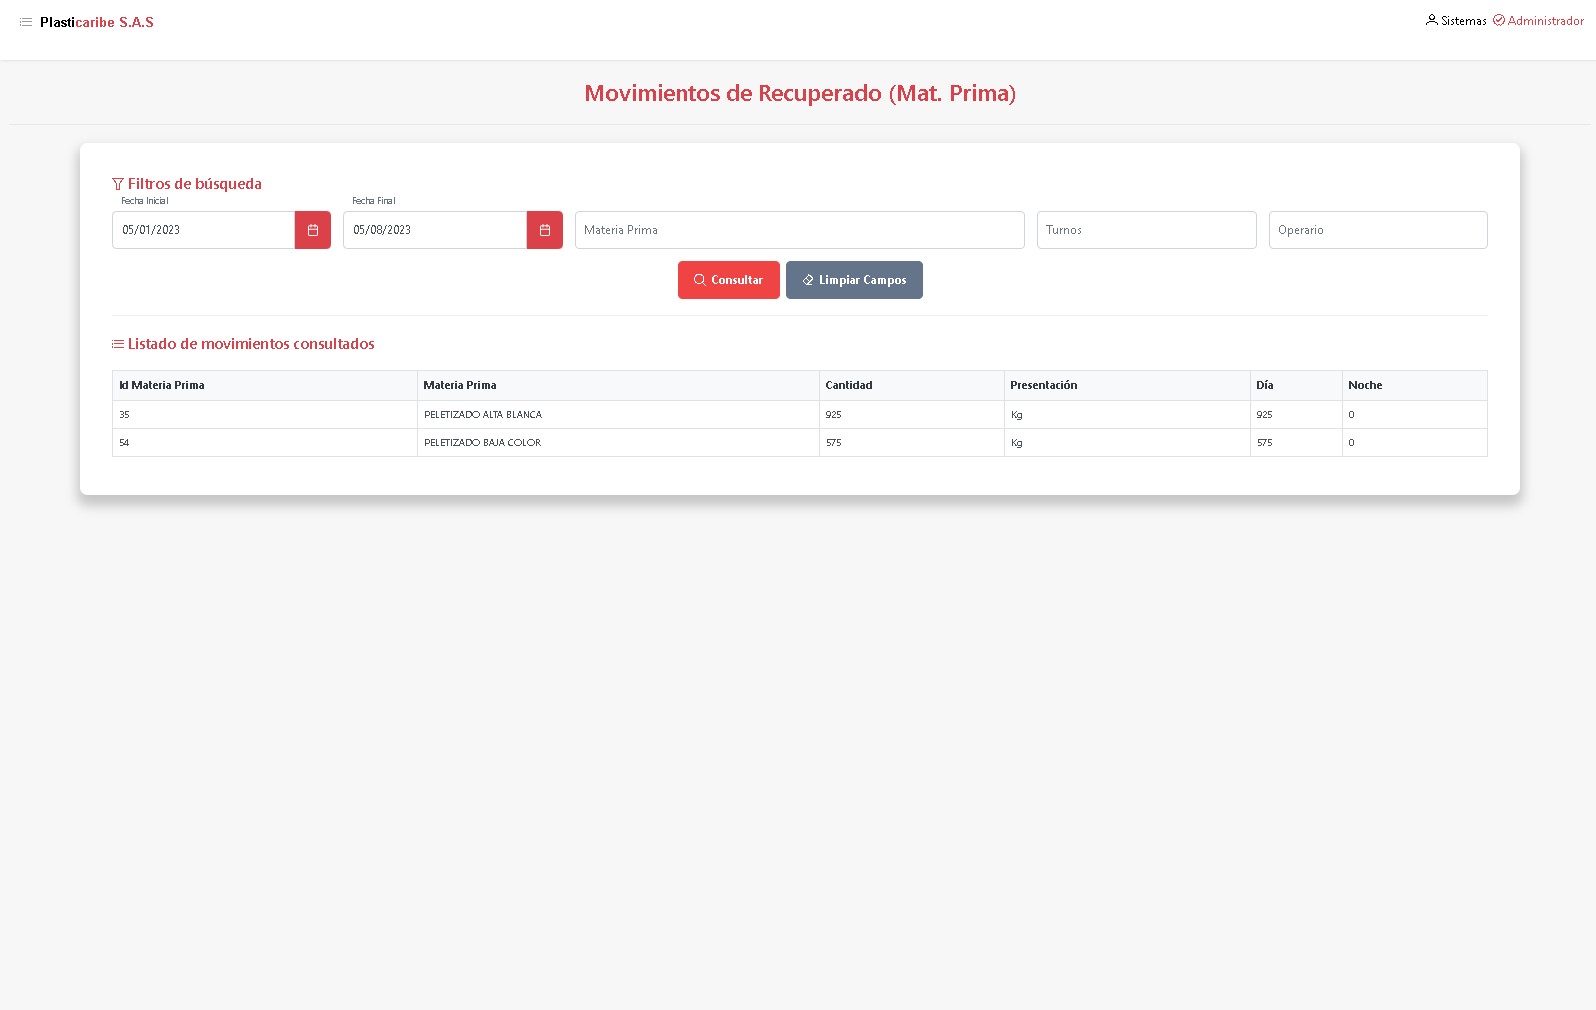 Plasticaribe S.A.S
Sistemas Administrador
Movimientos de Recuperado (Mat. Prima)
Filtros de búsqueda
Fecha Inicial Fecha Final
05/01/2023 05/08/2023 Materia Prima Turnos Operario
Consultar Limpiar Campos
Listado de movimientos consultados
Id Materia Prima Materia Prima Cantidad Presentación Día Noche
35 PELETIZADO ALTA BLANCA 925 Kg 925 0
54 PELETIZADO BAJA COLOR 575 Kg 575 0